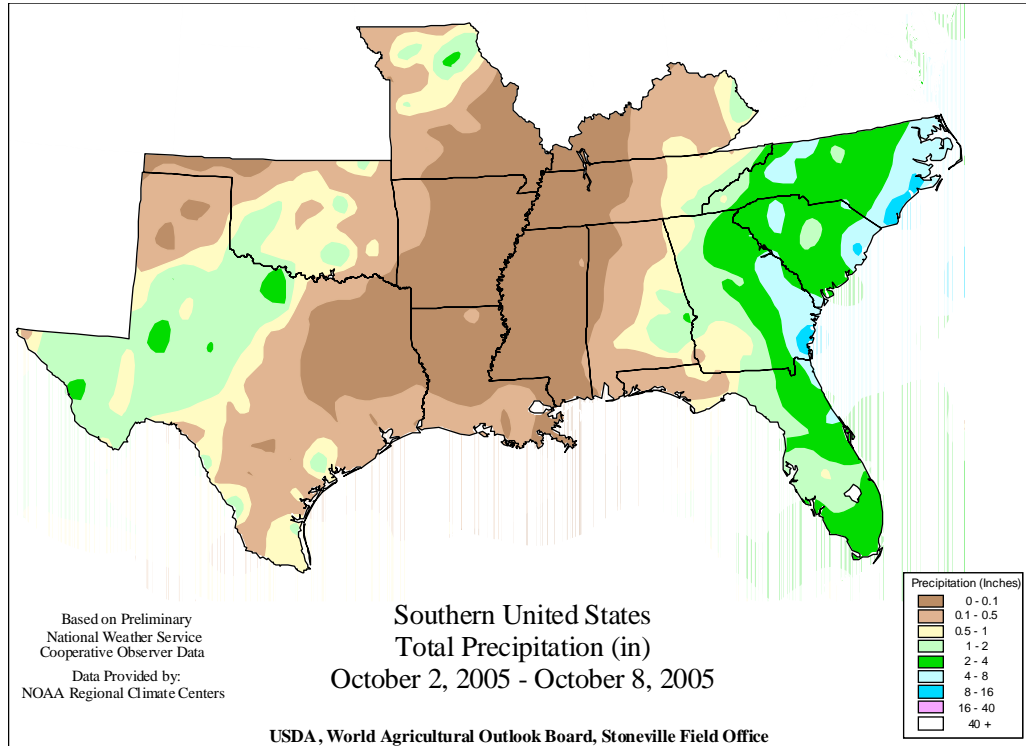 Precipitation (Inches)
0 - 0.1
0.1 - 0.5
0.5 - 1
1 - 2
2 - 4
4 - 8
8 - 16
16 - 40
40 +
Based on Preliminary
National Weather Service
Cooperative Observer Data
Data Provided by:
NOAA Regional Climate Centers
Southern United States
Total Precipitation (in)
October 2, 2005 - October 8, 2005
USDA, World Agricultural Outlook Board, Stoneville Field Office